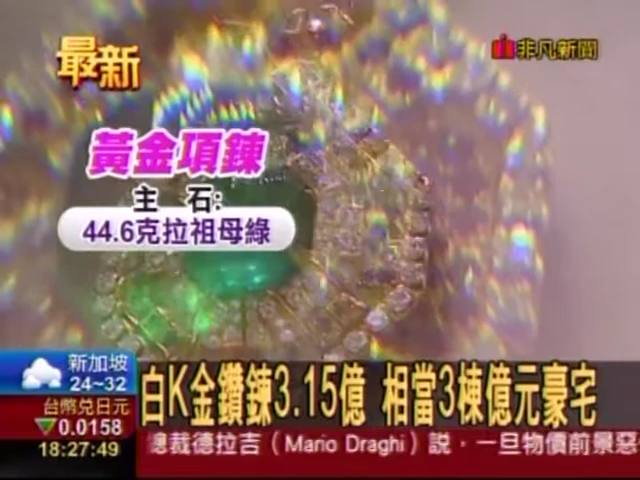 最新
非凡新聞
黃金項鍊
主 石:
44.6克拉祖母綠
新加坡
24~32
台幣兌日元
▼0.0158
18:27:49
白K金鑽鍊3.15億 相當3棟億元豪宅
總裁德拉吉（Mario Draghi）說，一旦物價前景惡